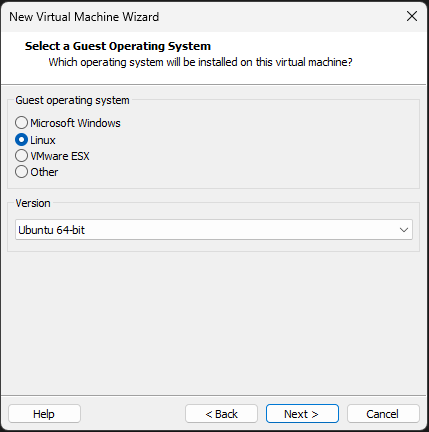 New Virtual Machine Wizard
Select a Guest Operating System
Which operating system will be installed on this virtual machine?
Guest operating system
Microsoft Windows
Linux
VMware ESX
Other
Version
Ubuntu 64-bit
Help
< Back
Next >
Cancel